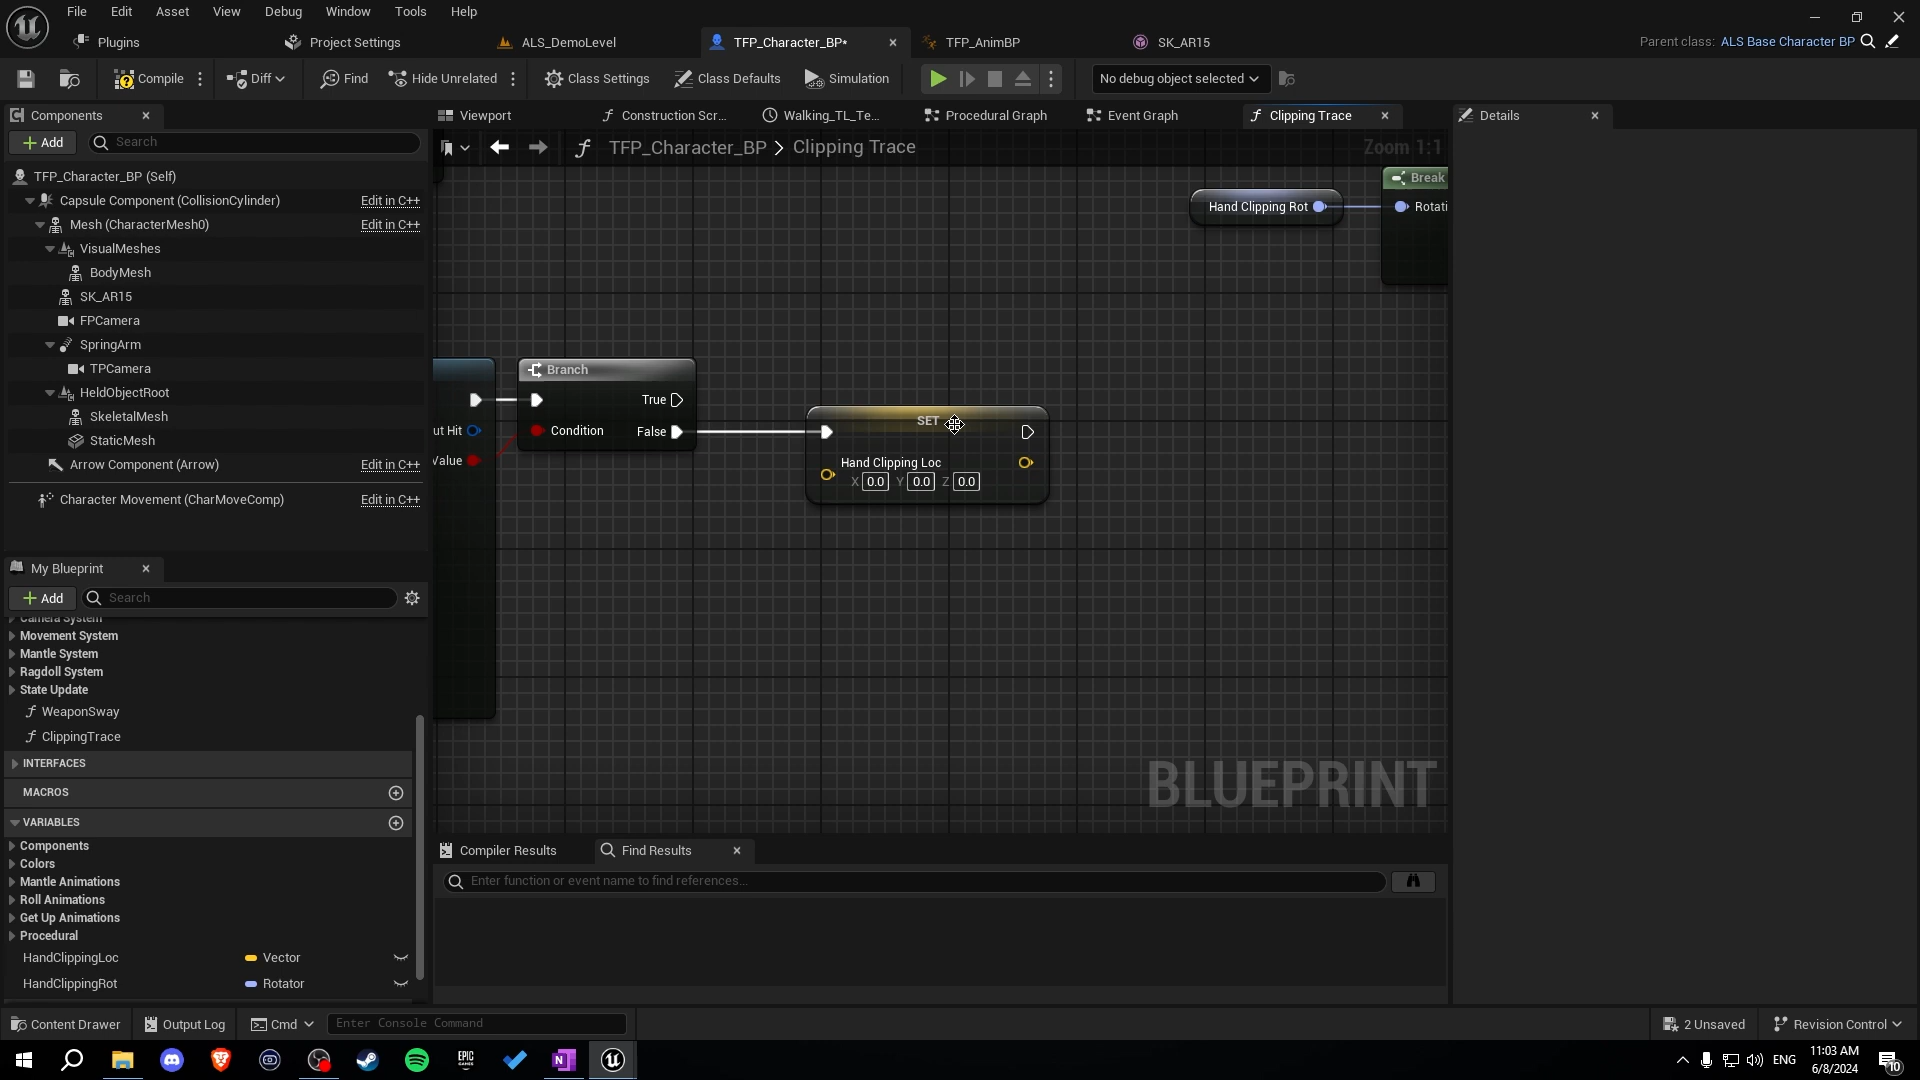 File Edit Asset View Debug Window Tools Help
Plugins Project Settings ALS_DemoLevel TFP_Character_BP* TFP_AnimBP SK_AR15 Parent class: ALS Base Character BP
Compile Diff Find Hide Unrelated Class Settings Class Defaults Simulation No debug object selected
Components
Viewport Construction Scr... Walking_TL_Te... Procedural Graph Event Graph Clipping Trace Details
Add Search
TFP_Character_BP > Clipping Trace Zoom 1:1
TFP_Character_BP (Self)
Capsule Component (CollisionCylinder) Edit in C++
Mesh (CharacterMesh0) Edit in C++
VisualMeshes
BodyMesh
SK_AR15
FPCamera
SpringArm
TPCamera
HeldObjectRoot
SkeletalMesh
StaticMesh
Arrow Component (Arrow) Edit in C++
Character Movement (CharMoveComp) Edit in C++
Break
Hand Clipping Rot Rotati
Branch
True
ut Hit Condition False
Value
SET
Hand Clipping Loc
X 0.0 Y 0.0 Z 0.0
BLUEPRINT
My Blueprint
Add Search
Camera System
Movement System
Mantle System
Ragdoll System
State Update
WeaponSway
ClippingTrace
INTERFACES
MACROS
VARIABLES
Components
Colors
Mantle Animations
Roll Animations
Get Up Animations
Procedural
HandClippingLoc Vector
HandClippingRot Rotator
Compiler Results Find Results
Enter function or event name to find references...
Content Drawer Output Log Cmd Enter Console Command 2 Unsaved Revision Control
EPIC GAMES N ENG 11:03 AM
6/8/2024 10